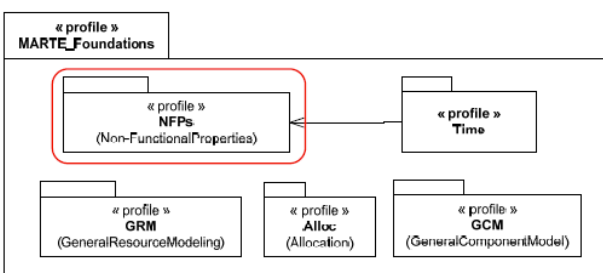 « profile »
MARTE_Foundations
« profile »
NFPs
(Non-FunctionalProperties)
« profile »
Time
« profile »
GRM
(GeneralResourceModeling)
« profile »
Alloc
(Allocation)
« profile »
GCM
(GeneralComponentModel)